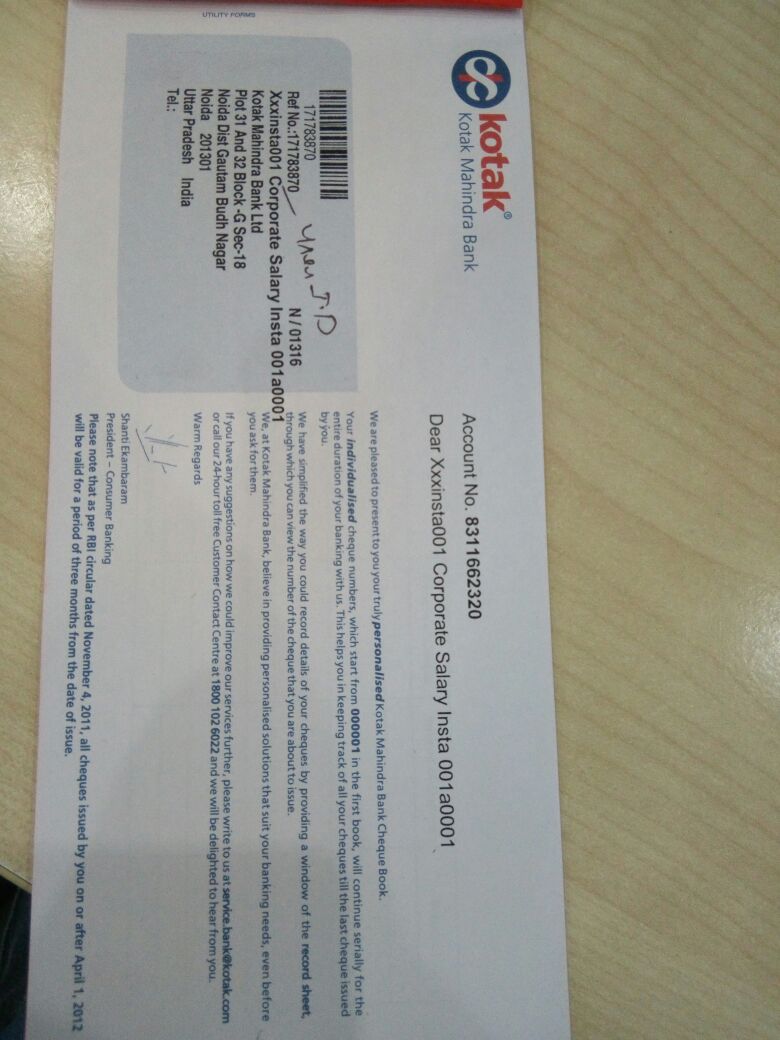 UTILITY FORMS
kotak®
Kotak Mahindra Bank
171783870
Ref No.:171783870
N / 01316
Xxxinsta001 Corporate Salary Insta 001a0001
Kotak Mahindra Bank Ltd
Plot 31 And 32 Block -G Sec-18
Noida Dist Gautam Budh Nagar
Noida 201301
Uttar Pradesh India
Tel.:
I.D
Account No. 8311662320
Dear Xxxinsta001 Corporate Salary Insta 001a0001
We are pleased to present to you your truly personalised Kotak Mahindra Bank Cheque Book.
Your individualised cheque numbers, which start from 000001 in the first book, will continue serially for the
entire duration of your banking with us. This helps you in keeping track of all your cheques till the last cheque issued
by you.
We have simplified the way you could record details of your cheques by providing a window of the record sheet,
through which you can view the number of the cheque that you are about to issue.
We, at Kotak Mahindra Bank, believe in providing personalised solutions that suit your banking needs, even before
you ask for them.
If you have any suggestions on how we could improve our services further, please write to us at service.bank@kotak.com
or call our 24-hour toll free Customer Contact Centre at 1800 102 6022 and we will be delighted to hear from you.
Warm Regards
Shanti Ekambaram
President – Consumer Banking
Please note that as per RBI circular dated November 4, 2011, all cheques issued by you on or after April 1, 2012
will be valid for a period of three months from the date of issue.